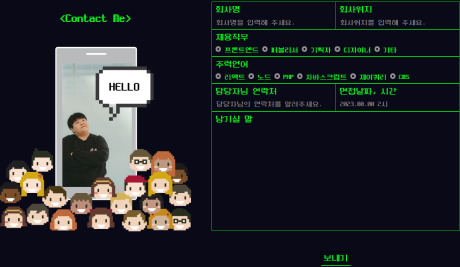 <Contact Me>
HELLO
회사명
회사명을 입력해 주세요.
회사위치
회사위치를 입력해 주세요.
채용직무
프론트엔드 퍼블리셔 기획자 디자이너 기타
주력언어
리액트 노드 PHP 자바스크립트 제이쿼리 CMS
담당자님 연락처
담당자님의 연락처를 알려주세요.
면접날짜, 시간
2023.00.00 2시
남기실 말
보내기